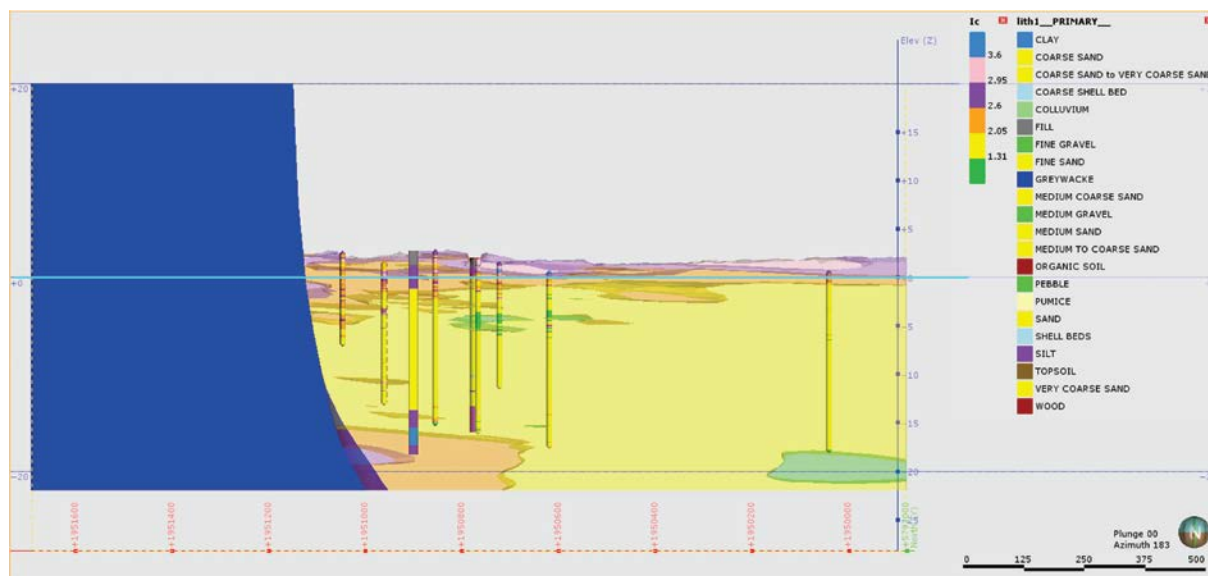 Ic
lith1__PRIMARY__
3.6
2.95
2.6
2.05
1.31
CLAY
COARSE SAND
COARSE SAND to VERY COARSE SAND
COARSE SHELL BED
COLLUVIUM
FILL
FINE GRAVEL
FINE SAND
GREYWACKE
MEDIUM COARSE SAND
MEDIUM GRAVEL
MEDIUM SAND
MEDIUM TO COARSE SAND
ORGANIC SOIL
PEBBLE
PUMICE
SAND
SHELL BEDS
SILT
TOPSOIL
VERY COARSE SAND
WOOD
Elev (Z)
+20
+15
+10
+5
+0
-5
-10
-15
-20
+1951600
+1951400
+1951200
+1951000
+1950800
+1950600
+1950400
+1950200
+1950000
Plunge 00
Azimuth 183
N
0 125 250 375 500